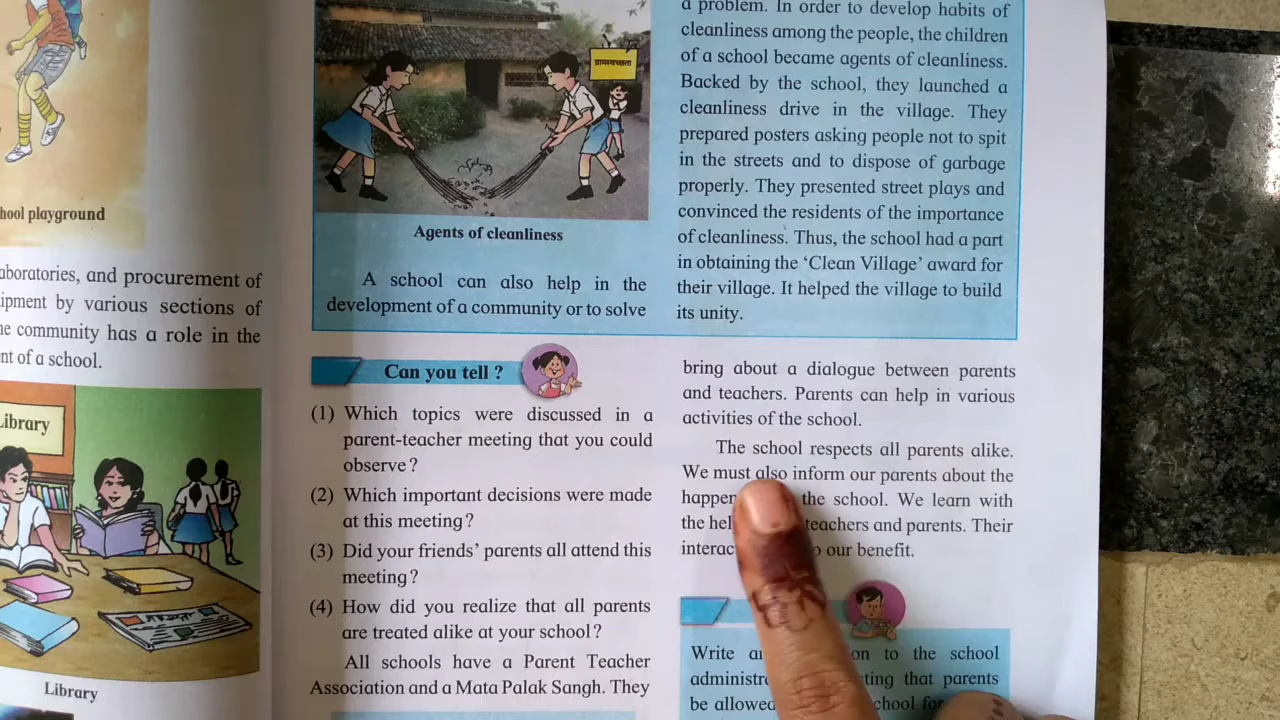 hool playground
aboratories, and procurement of
ipment by various sections of
ne community has a role in the
nt of a school.
Library
Library
ग्रामस्वच्छता
Agents of cleanliness
A school can also help in the
development of a community or to solve
a problem. In order to develop habits of
cleanliness among the people, the children
of a school became agents of cleanliness.
Backed by the school, they launched a
cleanliness drive in the village. They
prepared posters asking people not to spit
in the streets and to dispose of garbage
properly. They presented street plays and
convinced the residents of the importance
of cleanliness. Thus, the school had a part
in obtaining the ‘Clean Village’ award for
their village. It helped the village to build
its unity.
Can you tell ?
(1) Which topics were discussed in a
parent-teacher meeting that you could
observe?
(2) Which important decisions were made
at this meeting?
(3) Did your friends’ parents all attend this
meeting?
(4) How did you realize that all parents
are treated alike at your school?
All schools have a Parent Teacher
Association and a Mata Palak Sangh. They
bring about a dialogue between parents
and teachers. Parents can help in various
activities of the school.
The school respects all parents alike.
We must also inform our parents about the
happen the school. We learn with
the hel teachers and parents. Their
interac o our benefit.
Write an on to the school
administr ting that parents
be allowed chool for